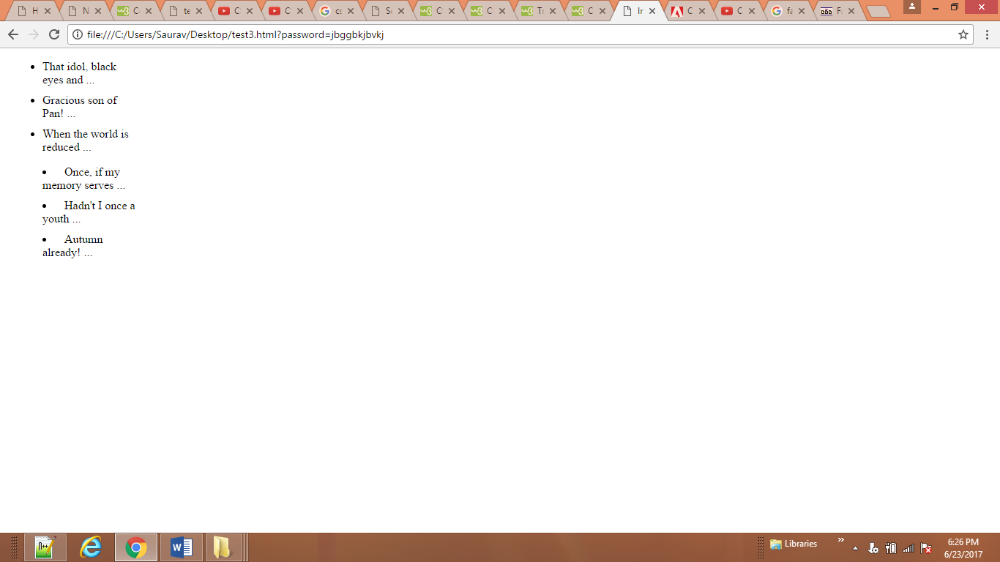 H N C te C C cs So C C Tr C Ir C C fa Fa
file:///C:/Users/Saurav/Desktop/test3.html?password=jbggbkjbvkj
• That idol, black
eyes and ...
• Gracious son of
Pan! ...
• When the world is
reduced ...
• Once, if my
memory serves ...
• Hadn't I once a
youth ...
• Autumn
already! ...
Libraries
6:26 PM
6/23/2017